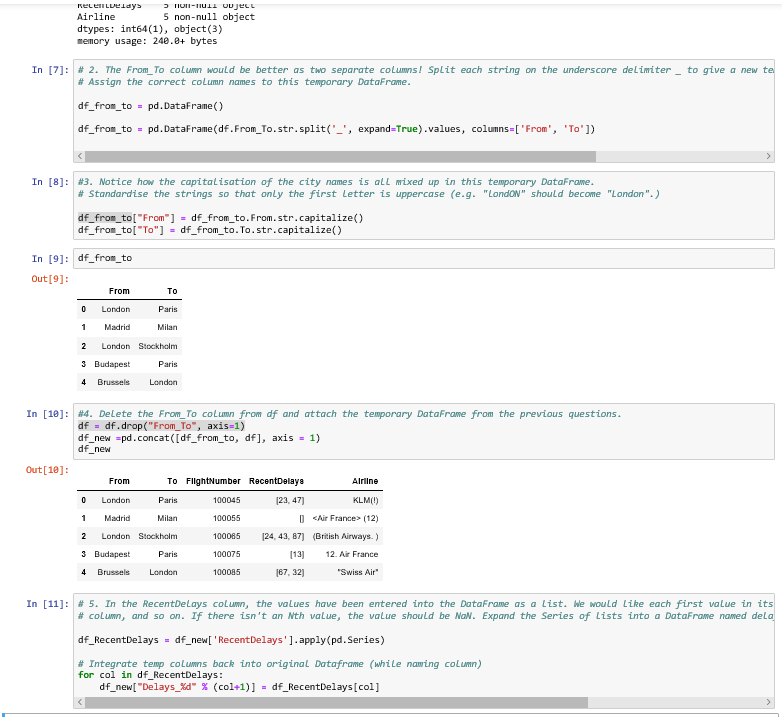 RecentDelays 5 non-null object
Airline 5 non-null object
dtypes: int64(1), object(3)
memory usage: 240.0+ bytes
In [7]: # 2. The From_To column would be better as two separate columns! Split each string on the underscore delimiter _ to give a new te
# Assign the correct column names to this temporary DataFrame.
df_from_to = pd.DataFrame()
df_from_to = pd.DataFrame(df.From_To.str.split('_', expand=True).values, columns=['From', 'To'])
In [8]: #3. Notice how the capitalisation of the city names is all mixed up in this temporary DataFrame.
# Standardise the strings so that only the first letter is uppercase (e.g. "londON" should become "London".)
df_from_to["From"] = df_from_to.From.str.capitalize()
df_from_to["To"] = df_from_to.To.str.capitalize()
In [9]: df_from_to
Out[9]:
From To
0 London Paris
1 Madrid Milan
2 London Stockholm
3 Budapest Paris
4 Brussels London
In [10]: #4. Delete the From_To column from df and attach the temporary DataFrame from the previous questions.
df = df.drop("From_To", axis=1)
df_new =pd.concat([df_from_to, df], axis = 1)
df_new
Out[10]:
From To FlightNumber RecentDelays Airline
0 London Paris 100045 [23, 47] KLM(!)
1 Madrid Milan 100055 [] <Air France> (12)
2 London Stockholm 100065 [24, 43, 87] (British Airways. )
3 Budapest Paris 100075 [13] 12. Air France
4 Brussels London 100085 [67, 32] "Swiss Air"
In [11]: # 5. In the RecentDelays column, the values have been entered into the DataFrame as a list. We would like each first value in its
# column, and so on. If there isn't an Nth value, the value should be NaN. Expand the Series of lists into a DataFrame named dela
df_RecentDelays = df_new['RecentDelays'].apply(pd.Series)
# Integrate temp columns back into original Dataframe (while naming column)
for col in df_RecentDelays:
df_new["Delays_%d" % (col+1)] = df_RecentDelays[col]